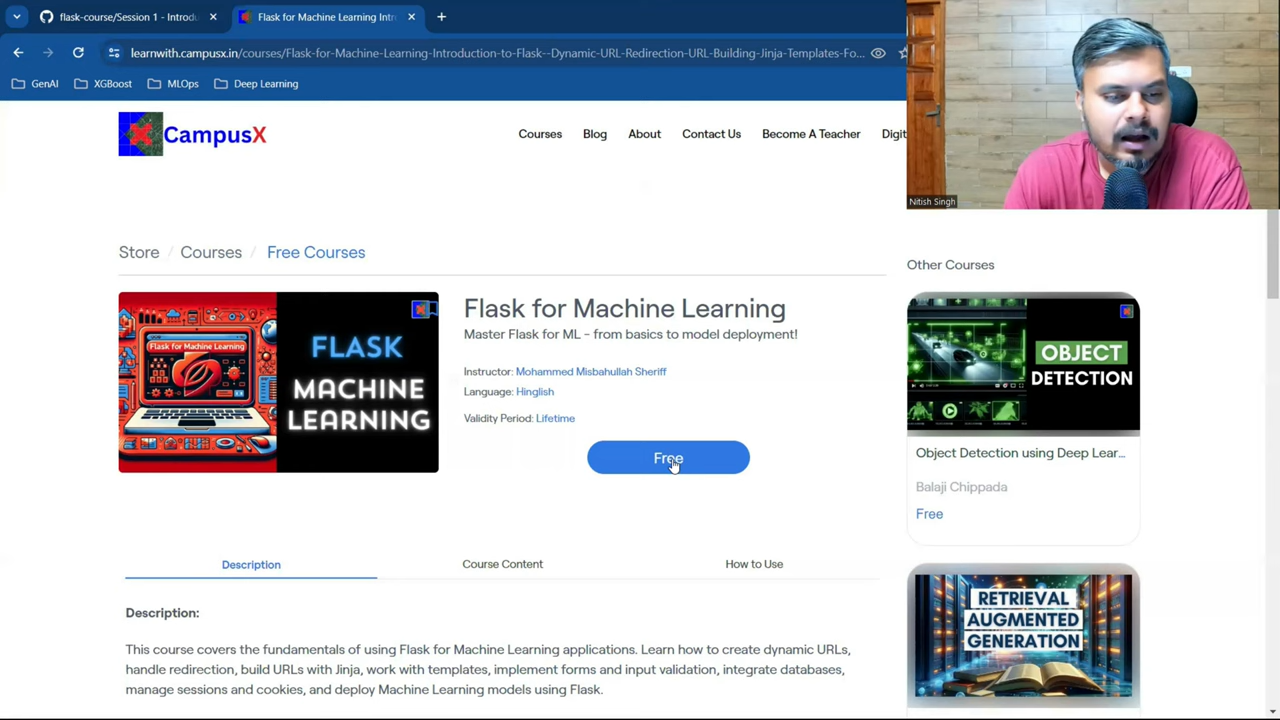 flask-course/Session 1 - Introdu
Flask for Machine Learning Intr
learnwith.campusx.in/courses/Flask-for-Machine-Learning-Introduction-to-Flask--Dynamic-URL-Redirection-URL-Building-Jinja-Templates-Fo...
GenAI
XGBoost
MLOps
Deep Learning
Nitish Singh
CampusX
Courses
Blog
About
Contact Us
Become A Teacher
Digit
Store / Courses / Free Courses
Flask for Machine Learning
FLASK
MACHINE
LEARNING
Flask for Machine Learning
Master Flask for ML - from basics to model deployment!
Instructor: Mohammed Misbahullah Sheriff
Language: Hinglish
Validity Period: Lifetime
Free
Other Courses
OBJECT
DETECTION
Object Detection using Deep Lear...
Balaji Chippada
Free
RETRIEVAL
AUGMENTED
GENERATION
Description
Course Content
How to Use
Description:
This course covers the fundamentals of using Flask for Machine Learning applications. Learn how to create dynamic URLs,
handle redirection, build URLs with Jinja, work with templates, implement forms and input validation, integrate databases,
manage sessions and cookies, and deploy Machine Learning models using Flask.